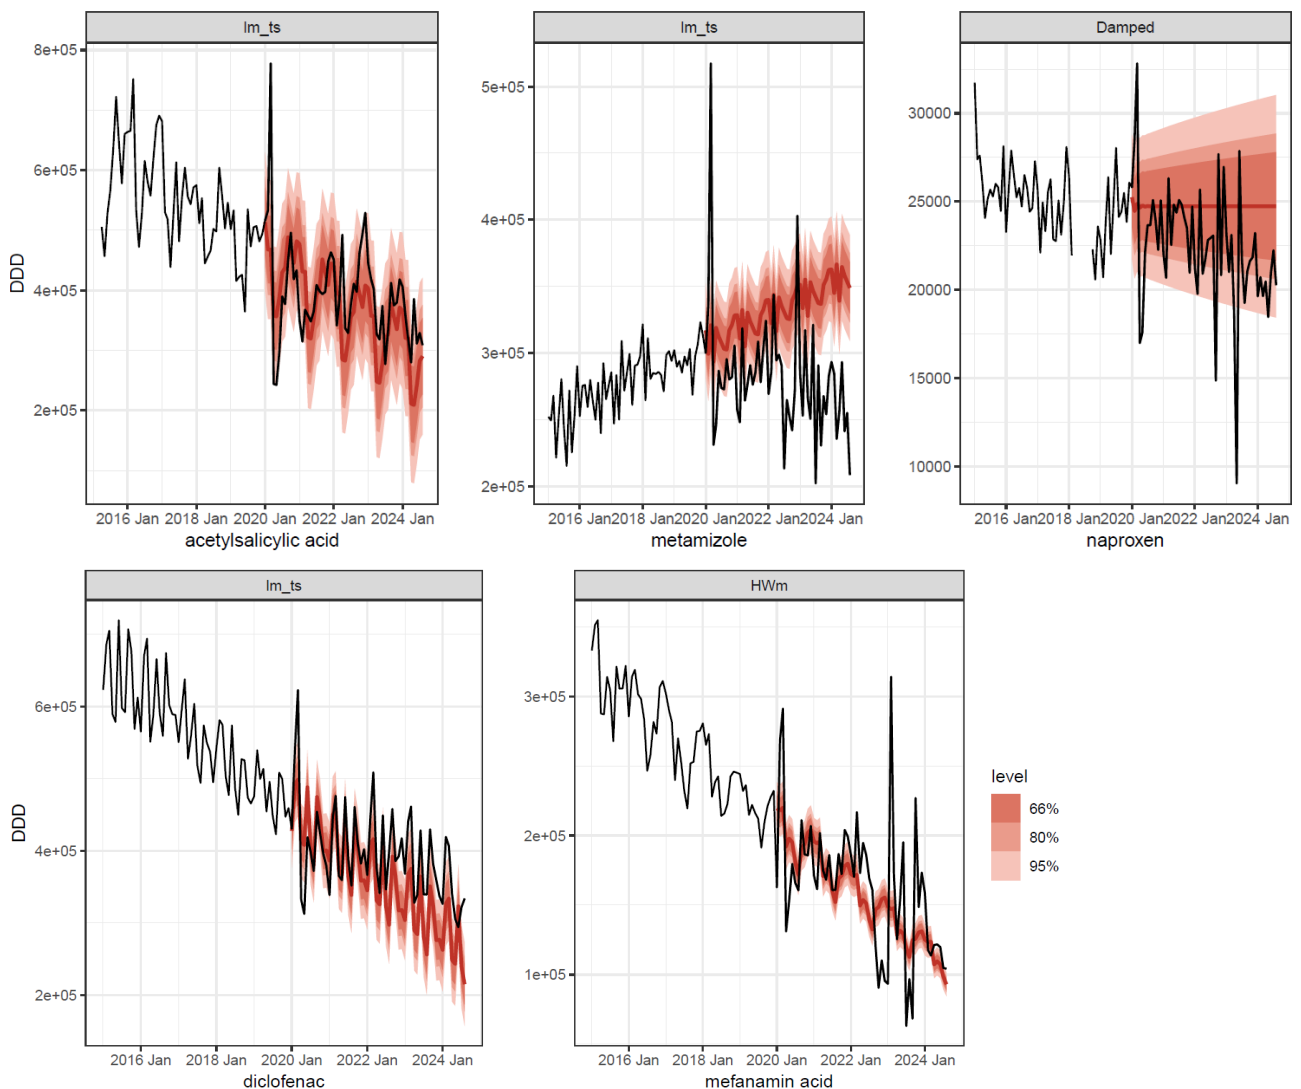 lm_ts
lm_ts
Damped
8e+05
6e+05
4e+05
2e+05
5e+05
4e+05
3e+05
2e+05
30000
25000
20000
15000
10000
DDD
2016 Jan 2018 Jan 2020 Jan 2022 Jan 2024 Jan
2016 Jan2018 Jan2020 Jan2022 Jan2024 Jan
2016 Jan2018 Jan2020 Jan2022 Jan2024 Jan
acetylsalicylic acid
metamizole
naproxen
lm_ts
HWm
6e+05
4e+05
2e+05
3e+05
2e+05
1e+05
DDD
level
66%
80%
95%
2016 Jan 2018 Jan 2020 Jan 2022 Jan 2024 Jan
2016 Jan 2018 Jan 2020 Jan 2022 Jan 2024 Jan
diclofenac
mefanamin acid